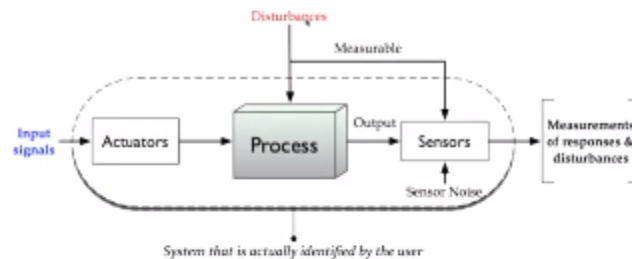 Disturbances
Measurable
Input
signals
Actuators
Process
Output
Sensors
Measurements
of responses &
disturbances
Sensor Noise
System that is actually identified by the user